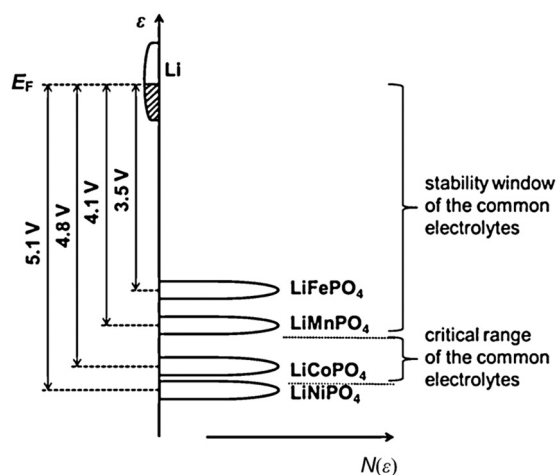 ε
Li
E_F
5.1 V
4.8 V
4.1 V
3.5 V
stability window
of the common
electrolytes
LiFePO₄
LiMnPO₄
critical range
of the common
electrolytes
LiCoPO₄
LiNiPO₄
N(ε)